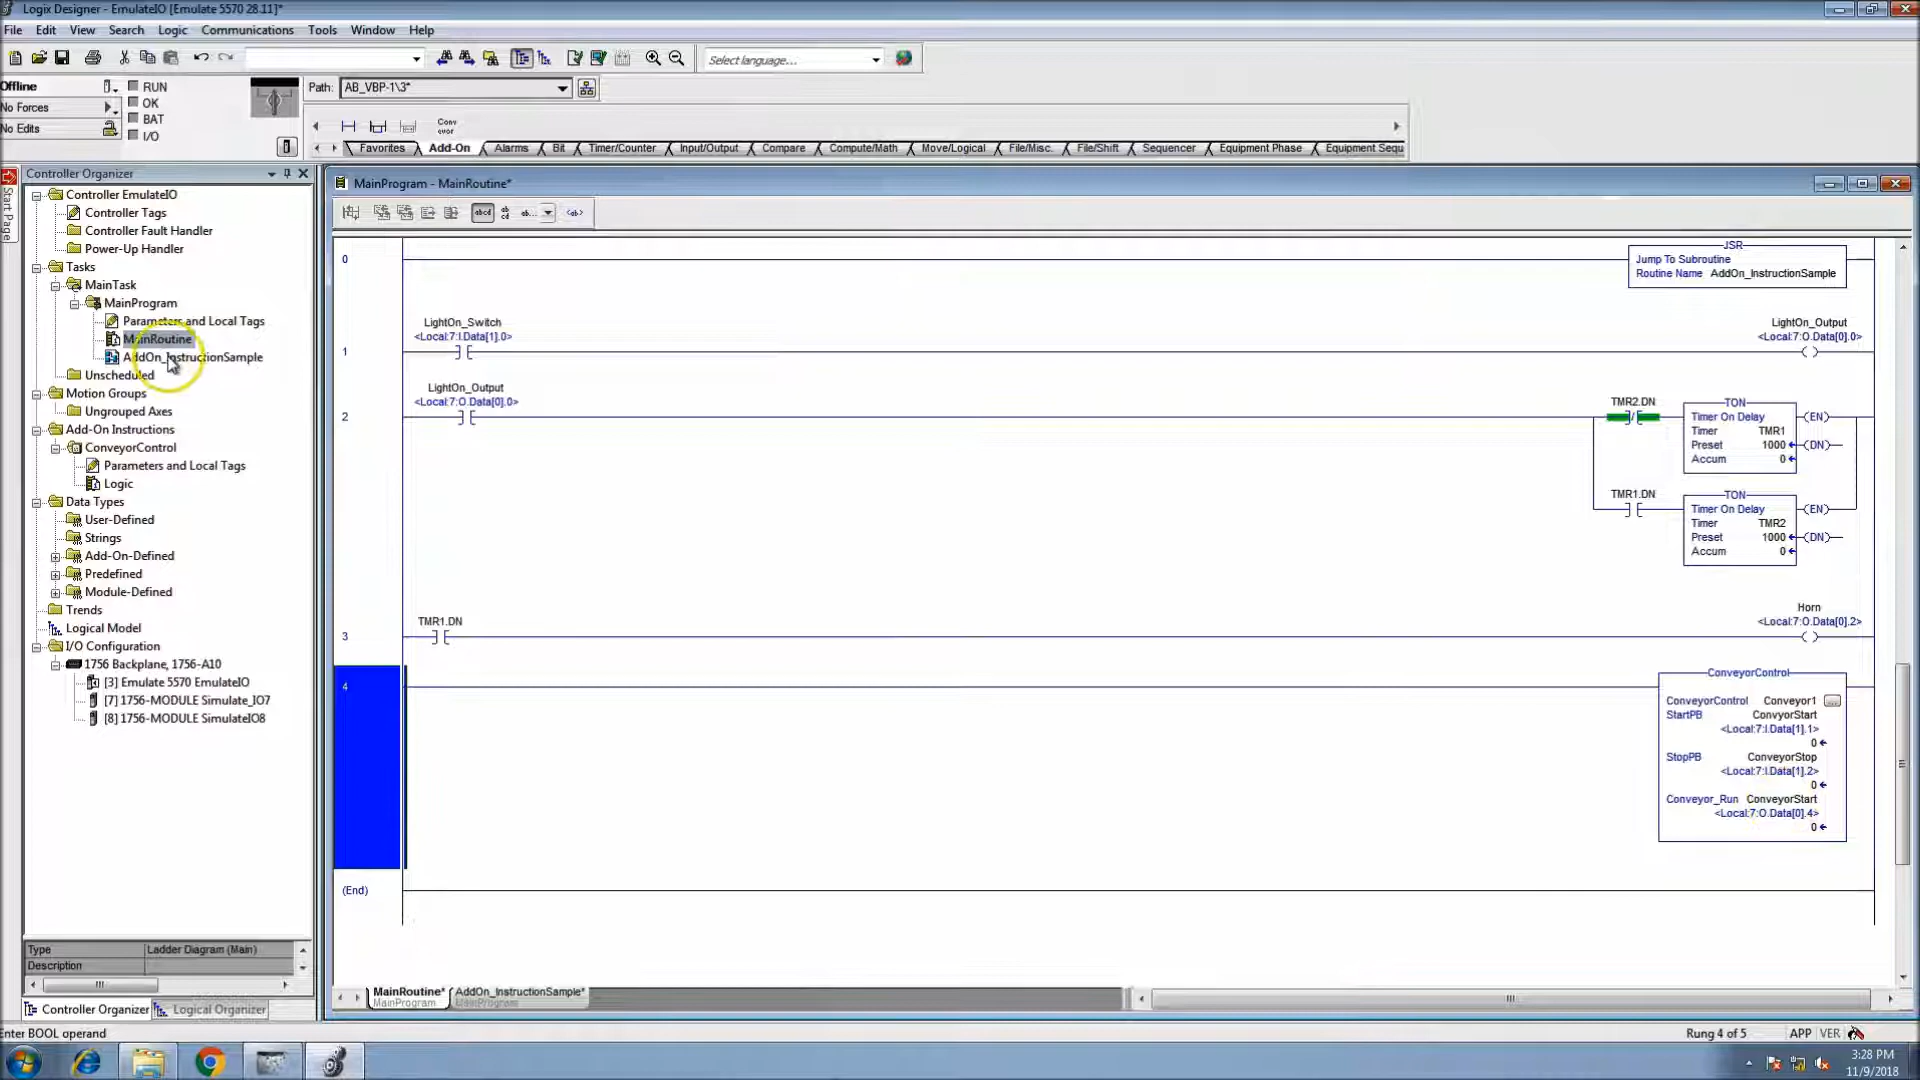 Logix Designer - EmulateIO [Emulate 5570 28.11]*
File Edit View Search Logic Communications Tools Window Help
Select language...
Offline
RUN
Path: AB_VBP-1\3*
No Forces
OK
No Edits
BAT
I/O
Conv
eyor
Favorites Add-On Alarms Bit Timer/Counter Input/Output Compare Compute/Math Move/Logical File/Misc. File/Shift Sequencer Equipment Phase Equipment Sequ
Start Page
Controller Organizer
Controller EmulateIO
Controller Tags
Controller Fault Handler
Power-Up Handler
Tasks
MainTask
MainProgram
Parameters and Local Tags
MainRoutine
AddOn_InstructionSample
Unscheduled
Motion Groups
Ungrouped Axes
Add-On Instructions
ConveyorControl
Parameters and Local Tags
Logic
Data Types
User-Defined
Strings
Add-On-Defined
Predefined
Module-Defined
Trends
Logical Model
I/O Configuration
1756 Backplane, 1756-A10
[3] Emulate 5570 EmulateIO
[7] 1756-MODULE Simulate_IO7
[8] 1756-MODULE SimulateIO8
Type Ladder Diagram (Main)
Description
Controller Organizer Logical Organizer
MainProgram - MainRoutine*
abcd ab cd ab... <ab>
0
JSR
Jump To Subroutine
Routine Name AddOn_InstructionSample
1
LightOn_Switch
<Local:7:I.Data[1].0>
LightOn_Output
<Local:7:O.Data[0].0>
2
LightOn_Output
<Local:7:O.Data[0].0>
TMR2.DN
TON
Timer On Delay
Timer TMR1
Preset 1000
Accum 0
EN
DN
TMR1.DN
TON
Timer On Delay
Timer TMR2
Preset 1000
Accum 0
EN
DN
3
TMR1.DN
Horn
<Local:7:O.Data[0].2>
4
ConveyorControl
ConveyorControl Conveyor1 ...
StartPB ConvyorStart
<Local:7:I.Data[1].1>
0
StopPB ConveyorStop
<Local:7:I.Data[1].2>
0
Conveyor_Run ConveyorStart
<Local:7:O.Data[0].4>
0
(End)
MainRoutine* AddOn_InstructionSample*
MainProgram MainProgram
Enter BOOL operand
Rung 4 of 5 APP VER
3:28 PM
11/9/2018